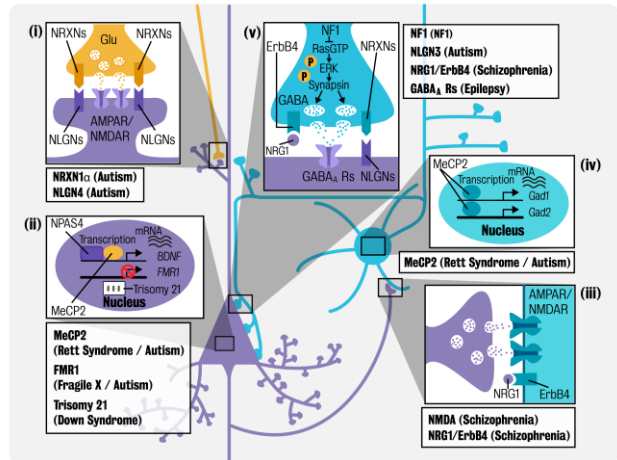 (i)
NRXNs
Glu
NRXNs
AMPAR/
NMDAR
NLGNs
NLGNs
NRXN1α (Autism)
NLGN4 (Autism)
(v)
NF1
RasGTP
ErbB4
NRXNs
P
ERK
P
Synapsin
GABA
NRG1
GABAA Rs
NLGNs
NF1 (NF1)
NLGN3 (Autism)
NRG1/ErbB4 (Schizophrenia)
GABAA Rs (Epilepsy)
(iv)
MeCP2
mRNA
Transcription
Gad1
Gad2
Nucleus
MeCP2 (Rett Syndrome / Autism)
(ii)
NPAS4
mRNA
Transcription
BDNF
FMR1
Trisomy 21
Nucleus
MeCP2
MeCP2
(Rett Syndrome / Autism)
FMR1
(Fragile X / Autism)
Trisomy 21
(Down Syndrome)
(iii)
AMPAR/
NMDAR
NRG1
ErbB4
NMDA (Schizophrenia)
NRG1/ErbB4 (Schizophrenia)